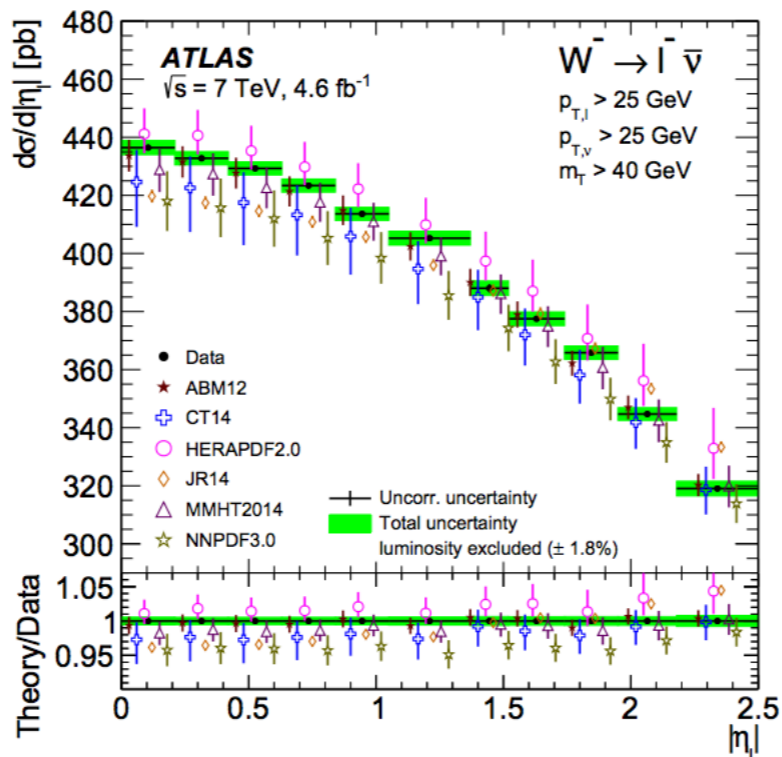 dσ/d|ηₗ| [pb]
480
460
440
420
400
380
360
340
320
300
ATLAS
√s = 7 TeV, 4.6 fb⁻¹
W⁻ → l⁻ ν̄
p_T,l > 25 GeV
p_T,ν > 25 GeV
m_T > 40 GeV
Data
ABM12
CT14
HERAPDF2.0
JR14
MMHT2014
NNPDF3.0
Uncorr. uncertainty
Total uncertainty
luminosity excluded (± 1.8%)
Theory/Data
1.05
1
0.95
0 0.5 1 1.5 2 2.5
|ηₗ|